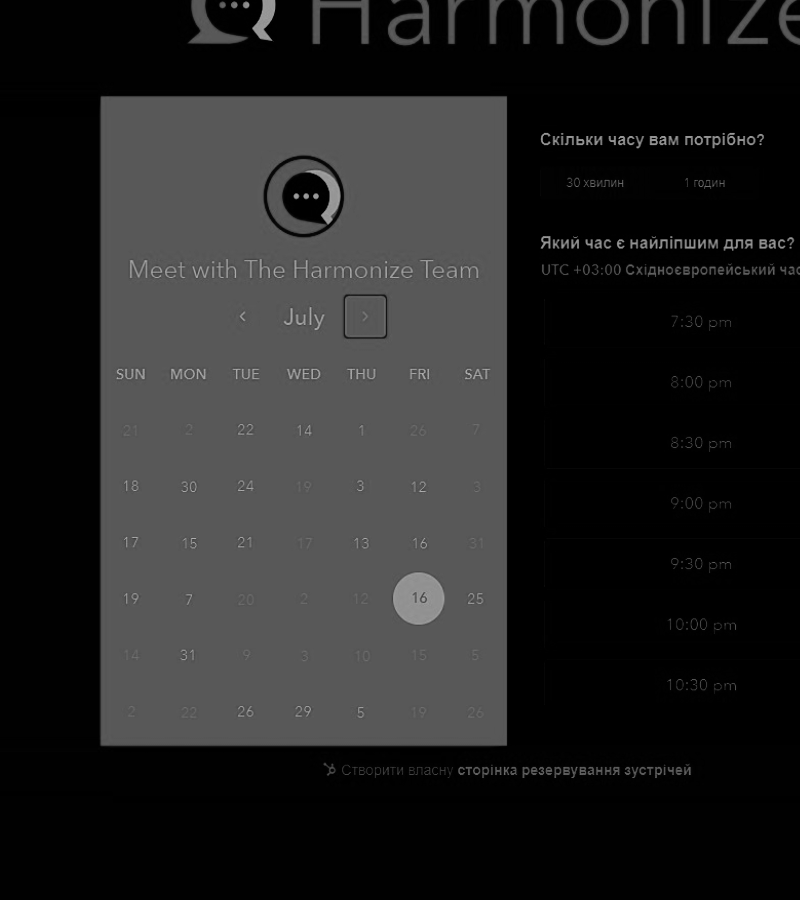 Harmonize
Meet with The Harmonize Team
July
SUN MON TUE WED THU FRI SAT
21 2 22 14 1 26 7
18 30 24 19 3 12 3
17 15 21 17 13 16 31
19 7 20 2 12 16 25
14 31 9 3 10 15 5
2 22 26 29 5 19 26
Скільки часу вам потрібно?
30 хвилин 1 годин
Який час є найліпшим для вас?
UTC +03:00 Східноєвропейський час
7:30 pm
8:00 pm
8:30 pm
9:00 pm
9:30 pm
10:00 pm
10:30 pm
Створити власну сторінка резервування зустрічей